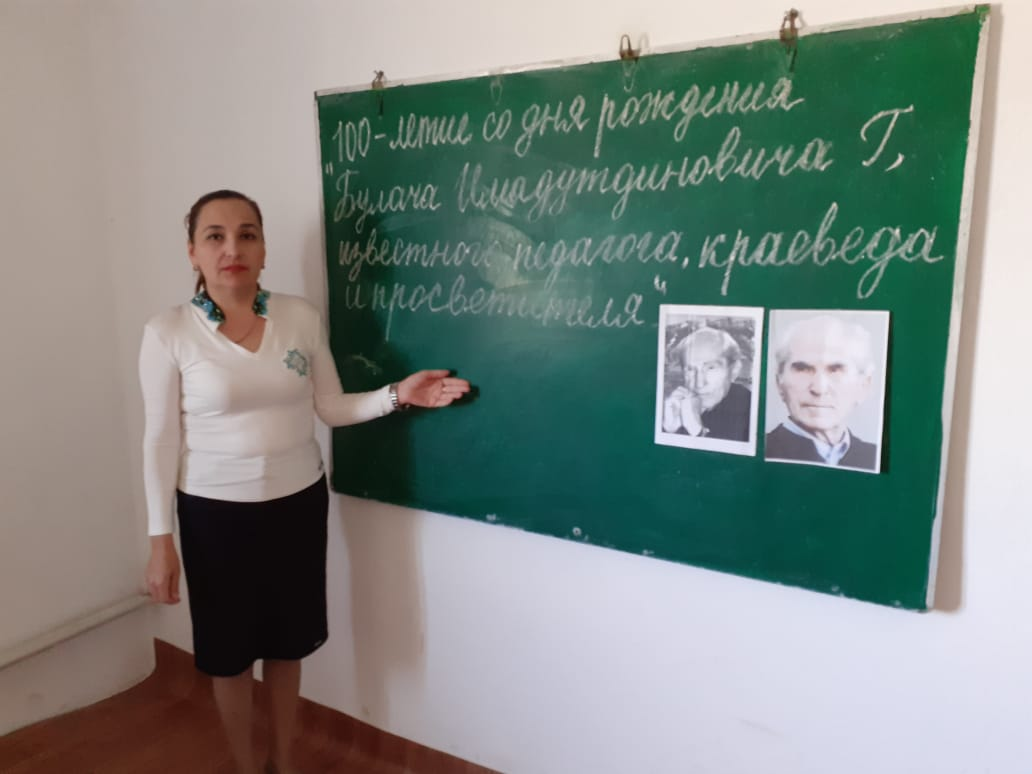 100-летие со дня рождения
"Булача Имадутдиновича Г,
известного педагога, краеведа
и просветителя"